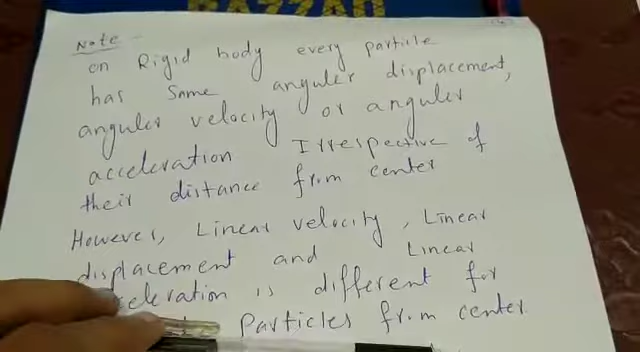 Note -
on Rigid body every particle
has same angular displacement,
angular velocity or angular
acceleration Irrespective of
their distance from center
However, Linear velocity, Linear
displacement and Linear
is different for
Particles from center